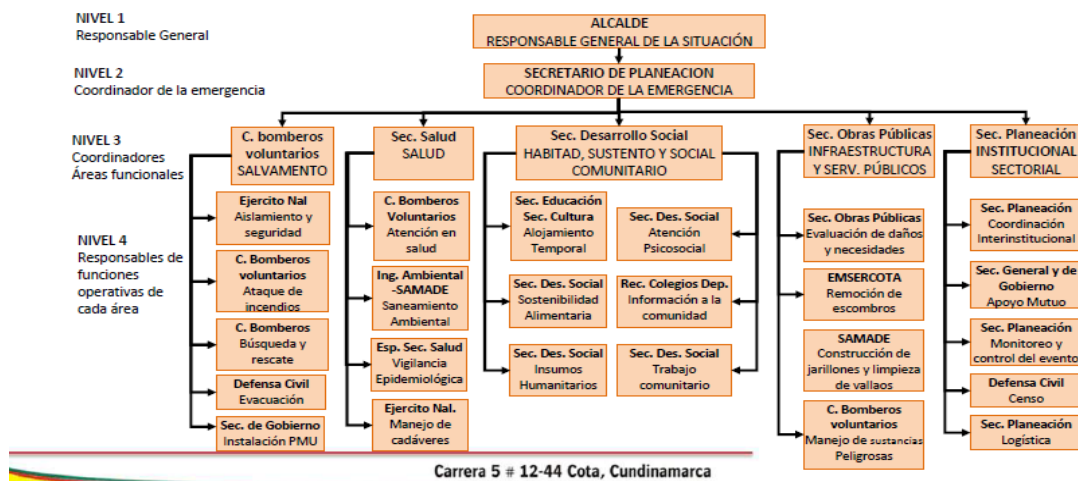 NIVEL 1
Responsable General
ALCALDE
RESPONSABLE GENERAL DE LA SITUACIÓN
NIVEL 2
Coordinador de la emergencia
SECRETARIO DE PLANEACION
COORDINADOR DE LA EMERGENCIA
NIVEL 3
Coordinadores
Áreas funcionales
C. bomberos
voluntarios
SALVAMENTO
Sec. Salud
SALUD
Sec. Desarrollo Social
HABITAD, SUSTENTO Y SOCIAL
COMUNITARIO
Sec. Obras Públicas
INFRAESTRUCTURA
Y SERV. PÚBLICOS
Sec. Planeación
INSTITUCIONAL
SECTORIAL
NIVEL 4
Responsables de
funciones
operativas de
cada área
Ejercito Nal
Aislamiento y
seguridad
C. Bomberos
voluntarios
Ataque de
incendios
C. Bomberos
Búsqueda y
rescate
Defensa Civil
Evacuación
Sec. de Gobierno
Instalación PMU
C. Bomberos
Voluntarios
Atención en
salud
Ing. Ambiental
-SAMADE
Saneamiento
Ambiental
Esp. Sec. Salud
Vigilancia
Epidemiológica
Ejercito Nal.
Manejo de
cadáveres
Sec. Educación
Sec. Cultura
Alojamiento
Temporal
Sec. Des. Social
Sostenibilidad
Alimentaria
Sec. Des. Social
Insumos
Humanitarios
Sec. Des. Social
Atención
Psicosocial
Rec. Colegios Dep.
Información a la
comunidad
Sec. Des. Social
Trabajo
comunitario
Sec. Obras Públicas
Evaluación de daños
y necesidades
EMSERCOTA
Remoción de
escombros
SAMADE
Construcción de
jarillones y limpieza
de vallaos
C. Bomberos
voluntarios
Manejo de sustancias
Peligrosas
Sec. Planeación
Coordinación
Interinstitucional
Sec. General y de
Gobierno
Apoyo Mutuo
Sec. Planeación
Monitoreo y
control del evento
Defensa Civil
Censo
Sec. Planeación
Logística
Carrera 5 # 12-44 Cota, Cundinamarca